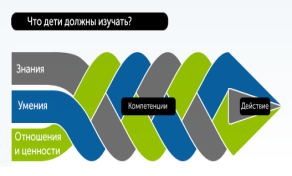 Что дети должны изучать?
Знания
Умения
Отношения
и ценности
Компетенции
Действие